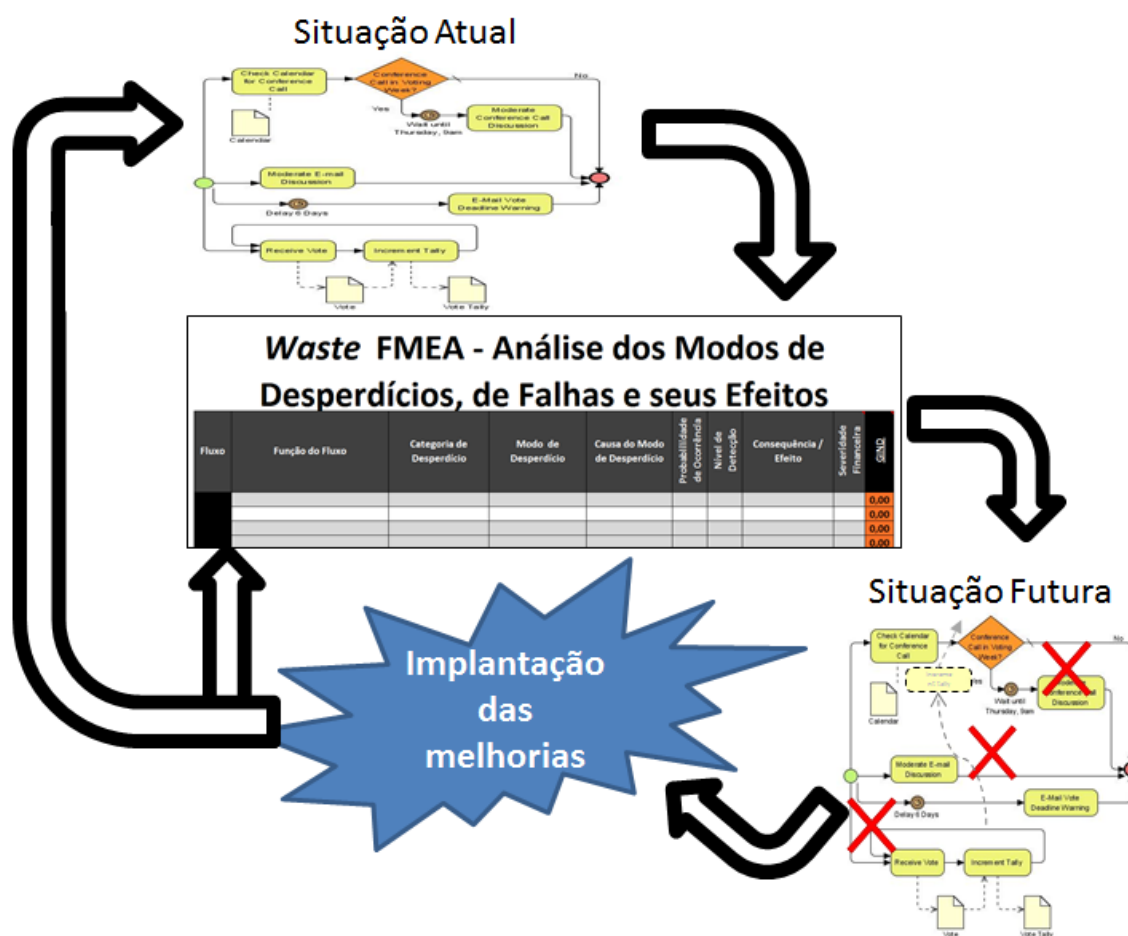 Situação Atual
Check Calendar
for Conference
Call
Conference
Call in Voting
Week?
No
Yes
Calendar
Wait until
Thursday, 9am
Moderate
Conference Call
Discussion
Moderate E-mail
Discussion
Delay 6 Days
E-Mail Vote
Deadline Warning
Receive Vote
Increment Tally
Vote
Vote Tally
Waste FMEA - Análise dos Modos de
Desperdícios, de Falhas e seus Efeitos
Fluxo
Função do Fluxo
Categoria de
Desperdício
Modo de
Desperdício
Causa do Modo
de Desperdício
Probabilidade
de Ocorrência
Nível de
Detecção
Consequência /
Efeito
Severidade
Financeira
GIND
0,00
0,00
0,00
0,00
Situação Futura
Check Calendar
for Conference
Call
Conference
Call in Voting
Week?
No
Calendar
Wait until
Thursday, 9am
Moderate
Conference Call
Discussion
Moderate E-mail
Discussion
Delay 6 Days
E-Mail Vote
Deadline Warning
Receive Vote
Increment Tally
Vote
Vote Tally
Implantação
das
melhorias